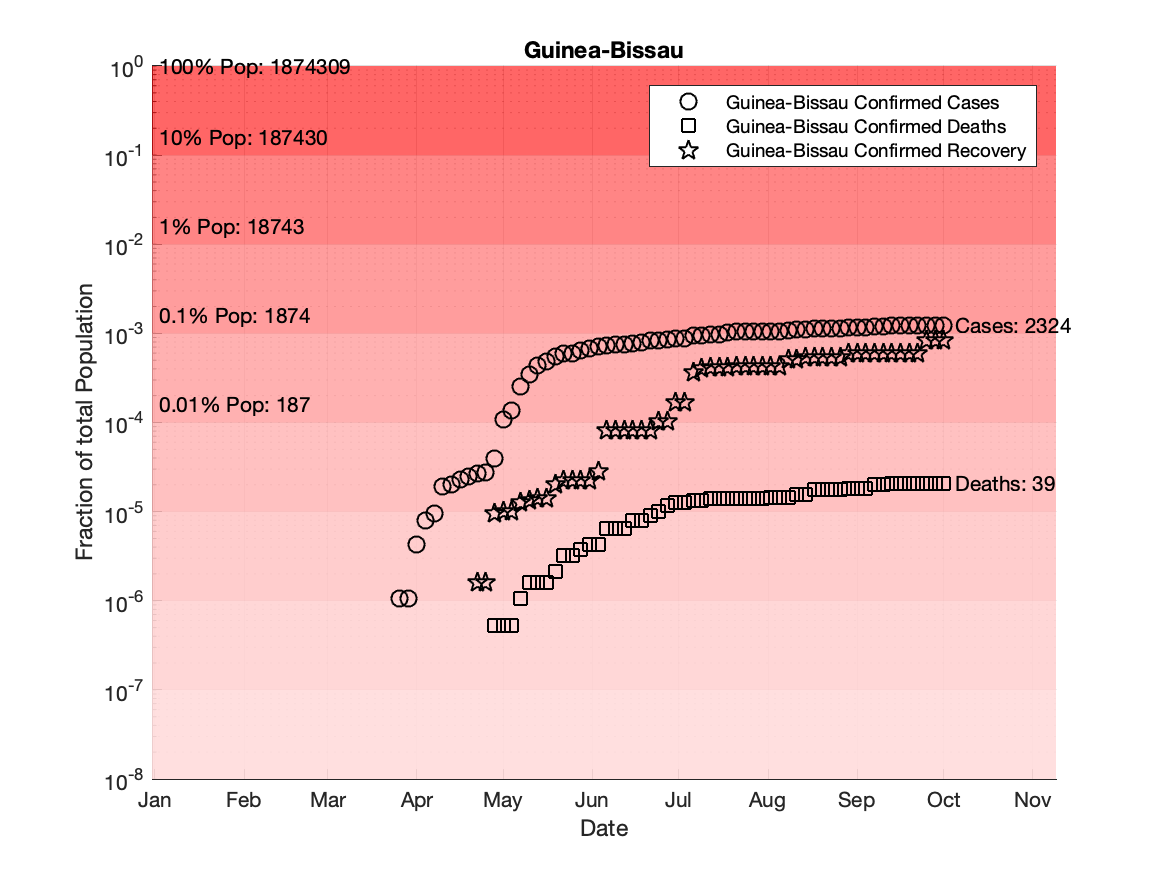 Guinea-Bissau
10^0
100% Pop: 1874309
Guinea-Bissau Confirmed Cases
Guinea-Bissau Confirmed Deaths
10% Pop: 187430
Guinea-Bissau Confirmed Recovery
10^-1
1% Pop: 18743
10^-2
0.1% Pop: 1874
Cases: 2324
10^-3
0.01% Pop: 187
10^-4
Deaths: 39
10^-5
10^-6
10^-7
10^-8
Fraction of total Population
Jan Feb Mar Apr May Jun Jul Aug Sep Oct Nov
Date